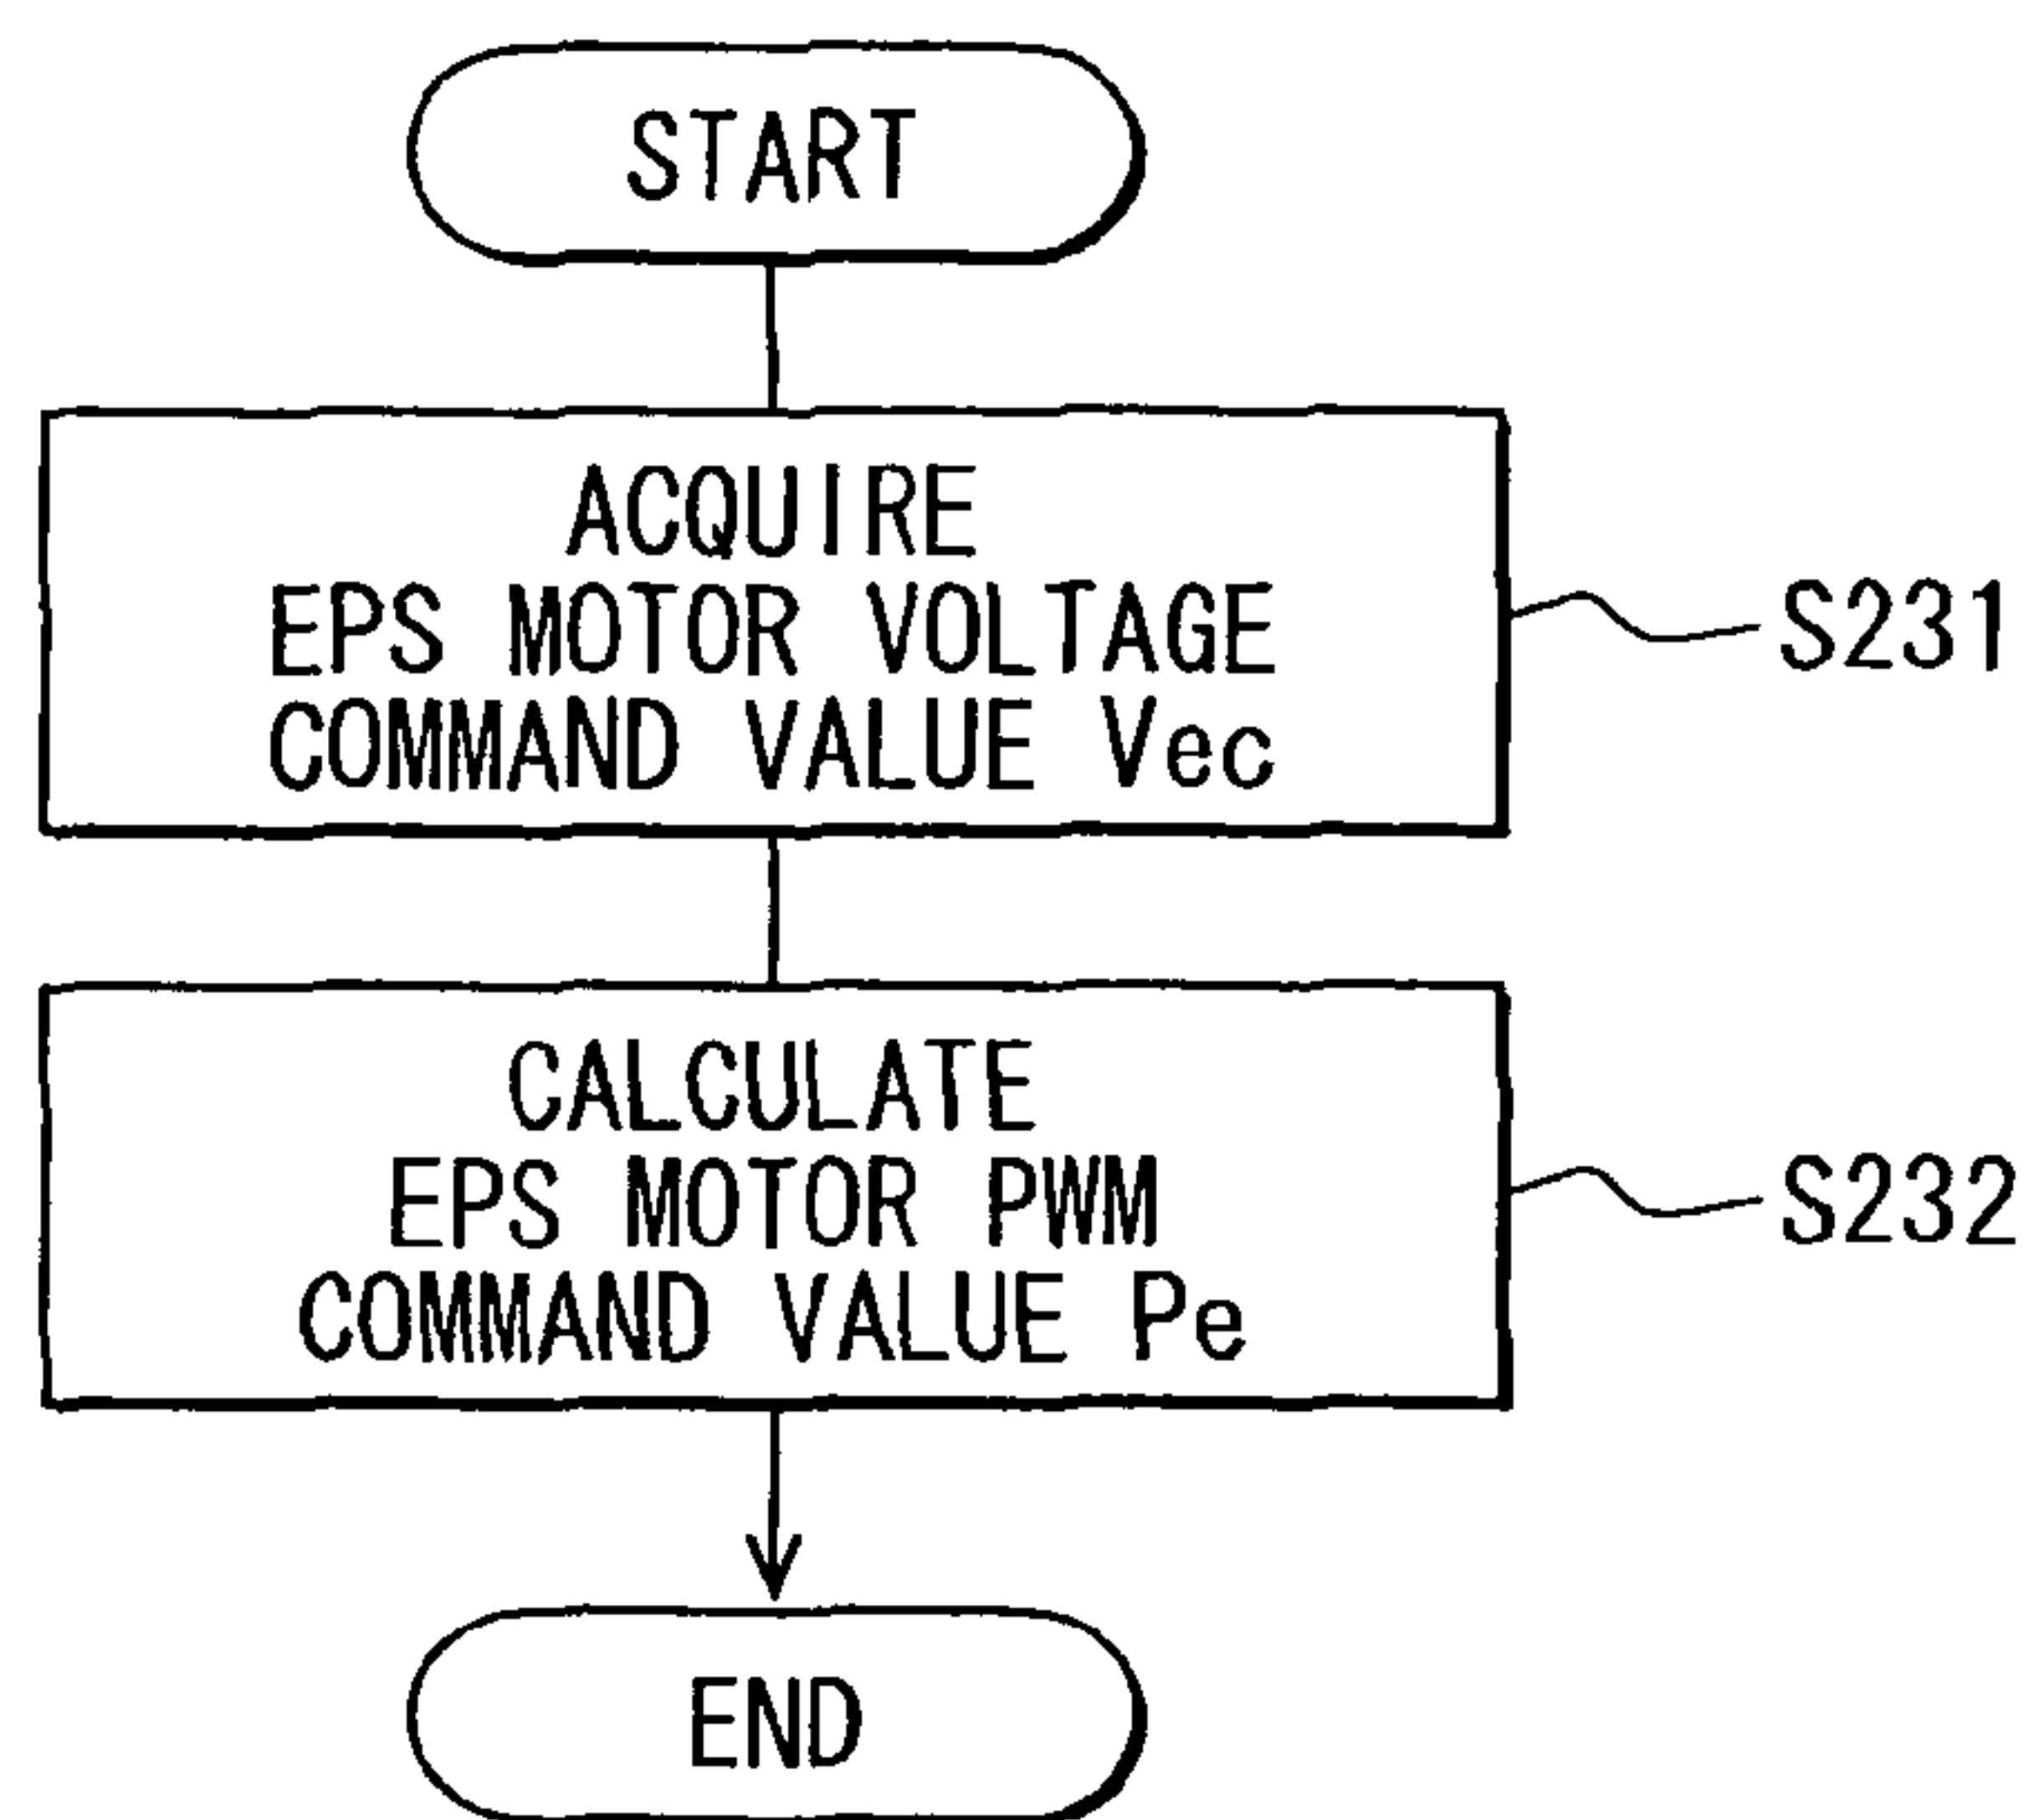 START
ACQUIRE
EPS MOTOR VOLTAGE
COMMAND VALUE Vec
S231
CALCULATE
EPS MOTOR PWM
COMMAND VALUE Pe
S232
END